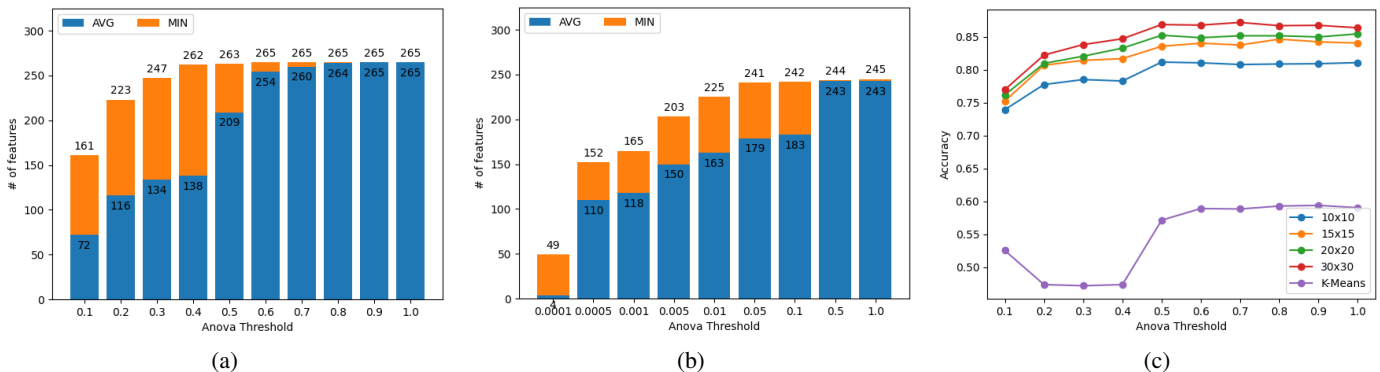 AVG MIN
300
250
200
150
100
50
0
# of features
161 223 247 262 263 265 265 265 265 265
72 116 134 138 209 254 260 264 265 265
0.1 0.2 0.3 0.4 0.5 0.6 0.7 0.8 0.9 1.0
Anova Threshold
(a)
AVG MIN
300
250
200
150
100
50
0
# of features
49 152 165 203 225 241 242 244 245
4 110 118 150 163 179 183 243 243
0.0001 0.0005 0.001 0.005 0.01 0.05 0.1 0.5 1.0
Anova Threshold
(b)
0.85
0.80
0.75
0.70
0.65
0.60
0.55
0.50
Accuracy
10x10
15x15
20x20
30x30
K-Means
0.1 0.2 0.3 0.4 0.5 0.6 0.7 0.8 0.9 1.0
Anova Threshold
(c)